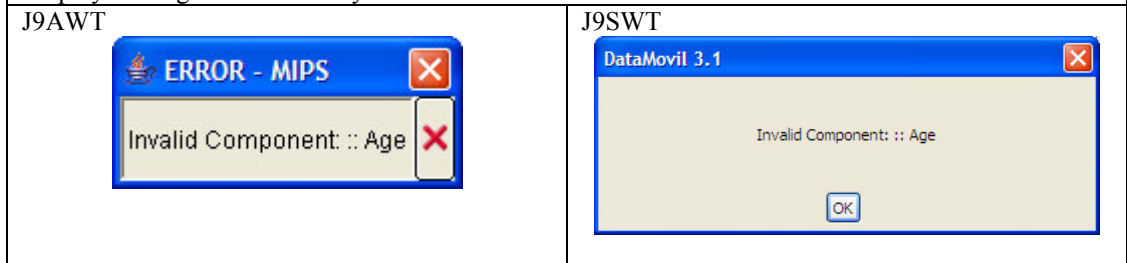 J9AWT
ERROR - MIPS
Invalid Component: :: Age
J9SWT
DataMovil 3.1
Invalid Component: :: Age
OK